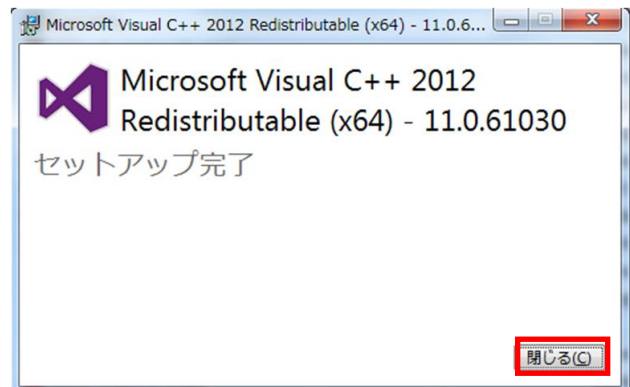 Microsoft Visual C++ 2012 Redistributable (x64) - 11.0.6...
Microsoft Visual C++ 2012
Redistributable (x64) - 11.0.61030
セットアップ完了
閉じる(C)